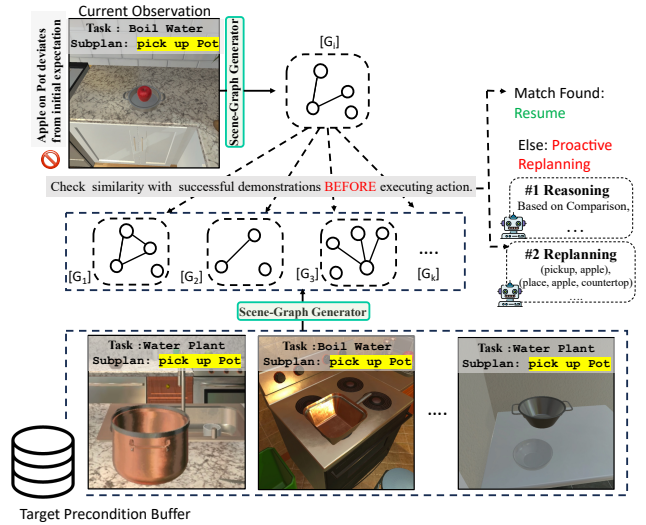 Current Observation
Task : Boil Water
Subplan: pick up Pot
Apple on Pot deviates
from initial expectation
Scene-Graph Generator
[Gi]
Match Found:
Resume
Else: Proactive
Replanning
Check similarity with successful demonstrations BEFORE executing action.
#1 Reasoning
Based on Comparison,
...
#2 Replanning
(pickup, apple),
(place, apple, countertop)
....
[G1]
[G2]
[G3]
....
[Gk]
Scene-Graph Generator
Task :Water Plant
Subplan: pick up Pot
Task :Boil Water
Subplan: pick up Pot
....
Task :Water Plant
Subplan: pick up Pot
Target Precondition Buffer